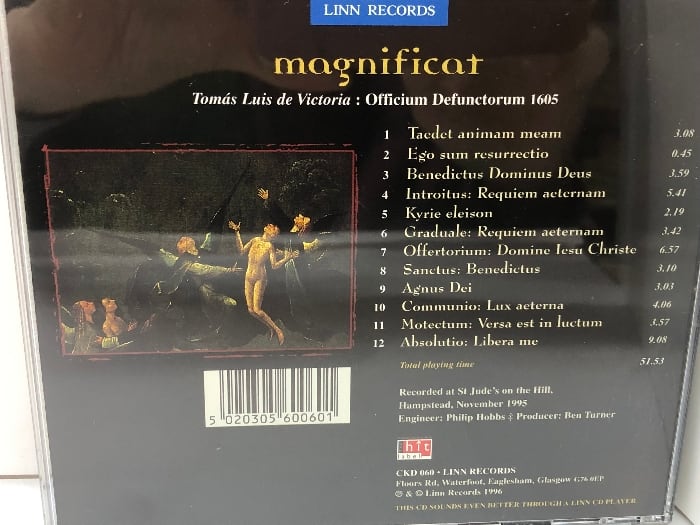 LINN RECORDS
magnificat
Tomás Luis de Victoria : Officium Defunctorum 1605
1 Taedet animam meam 3.08
2 Ego sum resurrectio 0.45
3 Benedictus Dominus Deus 3.59
4 Introitus: Requiem aeternam 5.41
5 Kyrie eleison 2.19
6 Graduale: Requiem aeternam 3.42
7 Offertorium: Domine Iesu Christe 6.57
8 Sanctus: Benedictus 3.10
9 Agnus Dei 3.03
10 Communio: Lux aeterna 4.06
11 Motectum: Versa est in luctum 3.57
12 Absolutio: Libera me 9.08
Total playing time 51.53
5 020305 600601
Recorded at St Jude's on the Hill,
Hampstead, November 1995
Engineer: Philip Hobbs Producer: Ben Turner
hit
label
CKD 060 • LINN RECORDS
Floors Rd, Waterfoot, Eaglesham, Glasgow G76 0EP
℗ & © Linn Records 1996
THIS CD SOUNDS EVEN BETTER THROUGH A LINN CD PLAYER